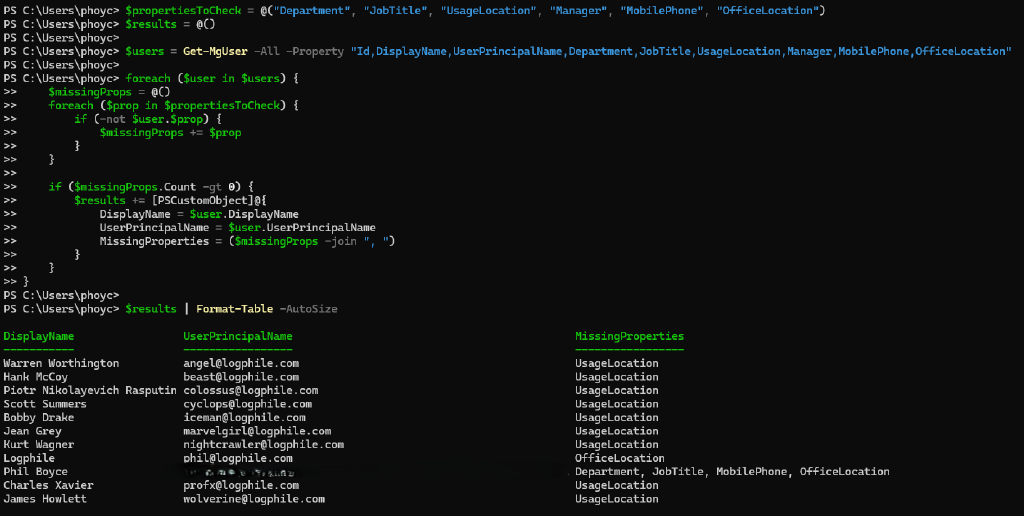 PS C:\Users\phoyc> $propertiesToCheck = @("Department", "JobTitle", "UsageLocation", "Manager", "MobilePhone", "OfficeLocation")
PS C:\Users\phoyc> $results = @()
PS C:\Users\phoyc>
PS C:\Users\phoyc> $users = Get-MgUser -All -Property "Id,DisplayName,UserPrincipalName,Department,JobTitle,UsageLocation,Manager,MobilePhone,OfficeLocation"
PS C:\Users\phoyc>
PS C:\Users\phoyc> foreach ($user in $users) {
>>     $missingProps = @()
>>     foreach ($prop in $propertiesToCheck) {
>>         if (-not $user.$prop) {
>>             $missingProps += $prop
>>         }
>>     }
>>
>>     if ($missingProps.Count -gt 0) {
>>         $results += [PSCustomObject]@{
>>             DisplayName = $user.DisplayName
>>             UserPrincipalName = $user.UserPrincipalName
>>             MissingProperties = ($missingProps -join ", ")
>>         }
>>     }
>> }
PS C:\Users\phoyc>
PS C:\Users\phoyc> $results | Format-Table -AutoSize
DisplayName UserPrincipalName MissingProperties
----------- ----------------- -----------------
Warren Worthington angel@logphile.com UsageLocation
Hank McCoy beast@logphile.com UsageLocation
Piotr Nikolayevich Rasputin colossus@logphile.com UsageLocation
Scott Summers cyclops@logphile.com UsageLocation
Bobby Drake iceman@logphile.com UsageLocation
Jean Grey marvelgirl@logphile.com UsageLocation
Kurt Wagner nightcrawler@logphile.com UsageLocation
Logphile phil@logphile.com OfficeLocation
Phil Boyce Department, JobTitle, MobilePhone, OfficeLocation
Charles Xavier profx@logphile.com UsageLocation
James Howlett wolverine@logphile.com UsageLocation